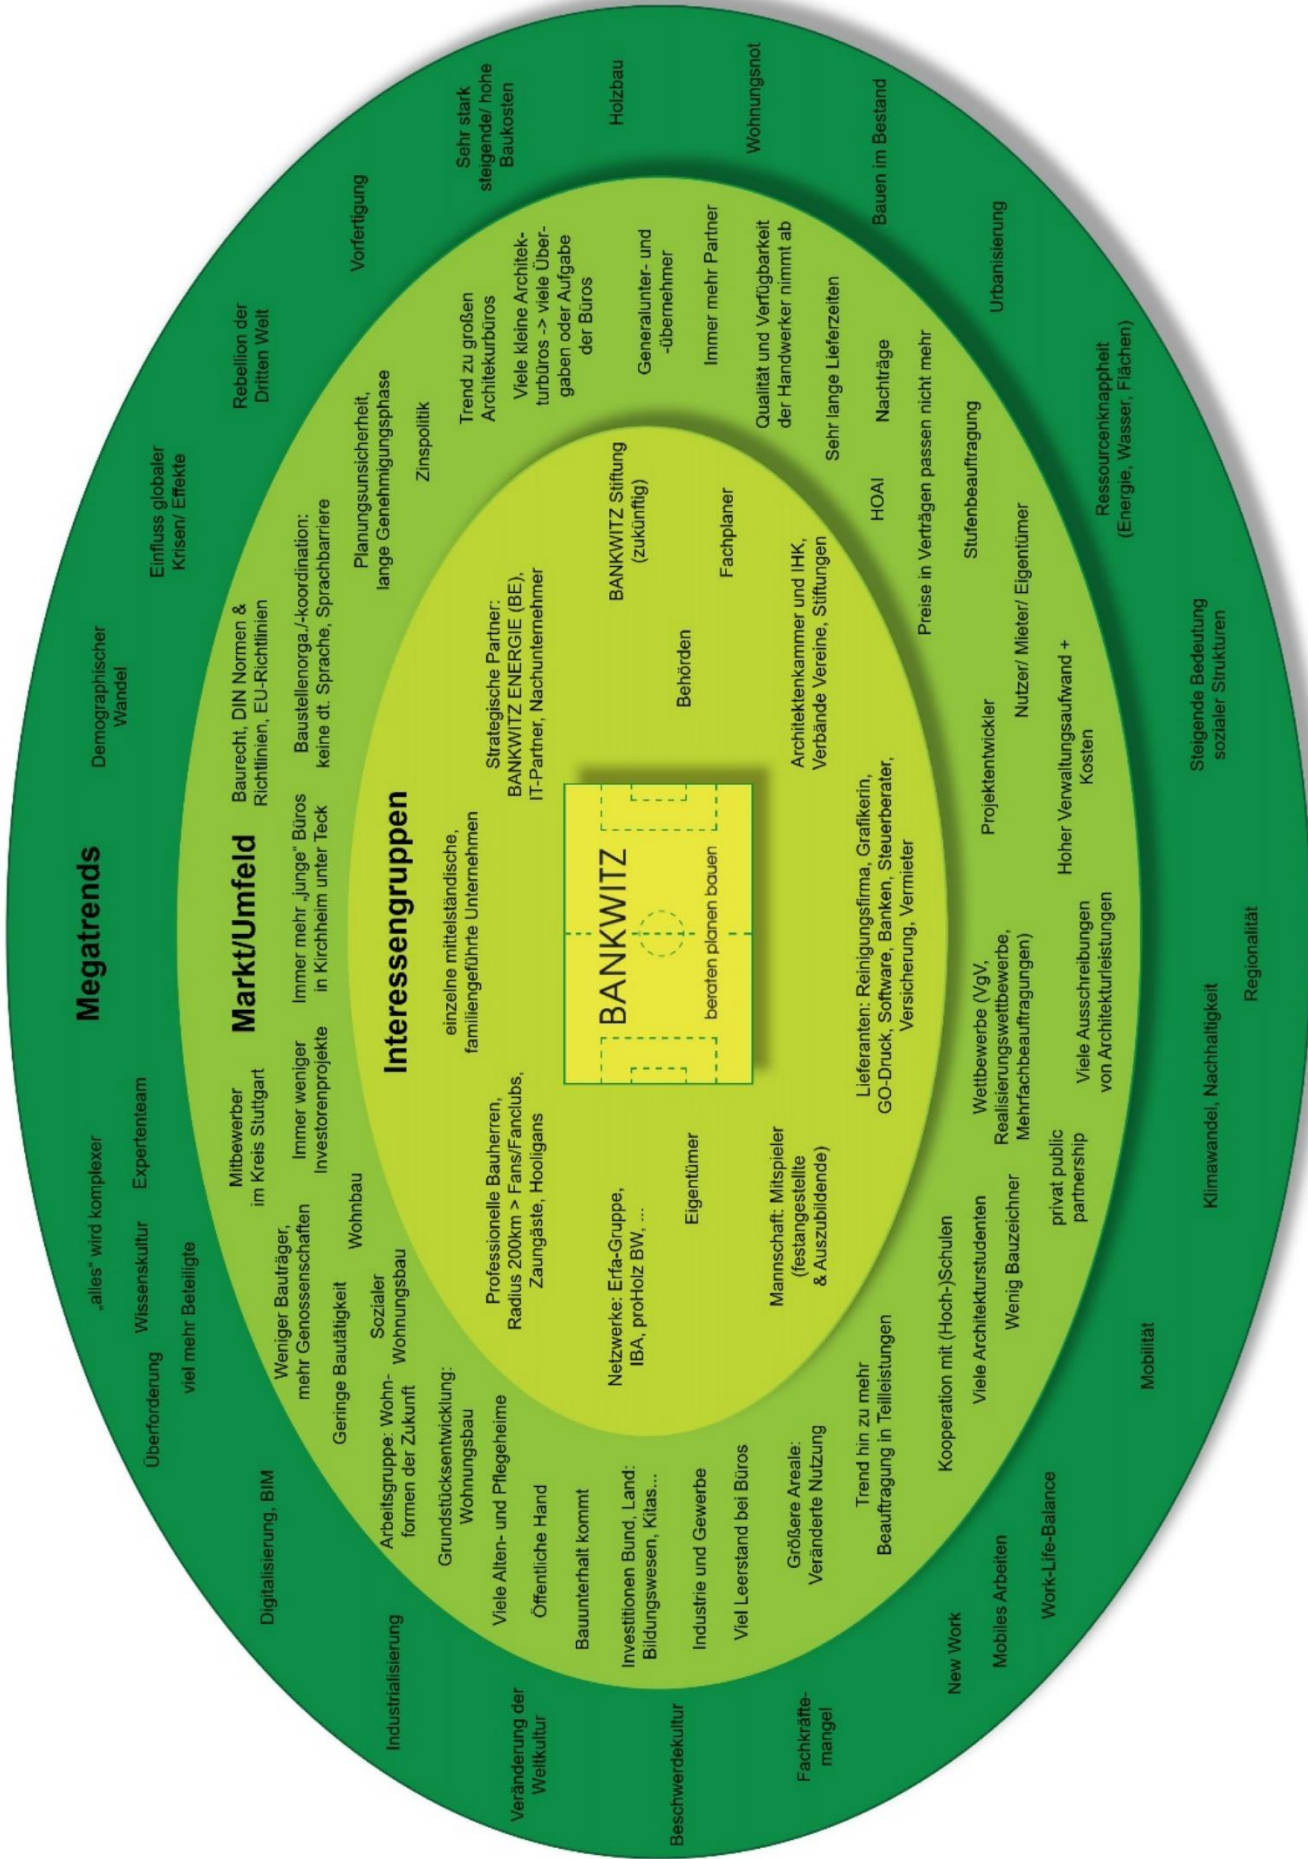 Megatrends
„alles“ wird komplexer
Überforderung
Wissenskultur
Expertenteam
viel mehr Beteiligte
Demographischer
Wandel
Einfluss globaler
Krisen/ Effekte
Rebellion der
Dritten Welt
Vorfertigung
Sehr stark
steigende/ hohe
Baukosten
Holzbau
Wohnungsnot
Bauen im Bestand
Urbanisierung
Ressourcenknappheit
(Energie, Wasser, Flächen)
Steigende Bedeutung
sozialer Strukturen
Regionalität
Klimawandel, Nachhaltigkeit
Mobilität
Work-Life-Balance
Mobiles Arbeiten
New Work
Fachkräfte-
mangel
Beschwerdekultur
Veränderung der
Weltkultur
Industrialisierung
Digitalisierung, BIM
Markt/Umfeld
Mitbewerber
im Kreis Stuttgart
Immer weniger
Investorenprojekte
Immer mehr „junge“ Büros
in Kirchheim unter Teck
Baurecht, DIN Normen &
Richtlinien, EU-Richtlinien
Baustellenorga./-koordination:
keine dt. Sprache, Sprachbarriere
Planungsunsicherheit,
lange Genehmigungsphase
Zinspolitik
Trend zu großen
Architekurbüros
Viele kleine Architek-
turbüros -> viele Über-
gaben oder Aufgabe
der Büros
Generalunter- und
-übernehmer
Immer mehr Partner
Qualität und Verfügbarkeit
der Handwerker nimmt ab
Sehr lange Lieferzeiten
Nachträge
HOAI
Preise in Verträgen passen nicht mehr
Stufenbeauftragung
Nutzer/ Mieter/ Eigentümer
Projektentwickler
Hoher Verwaltungsaufwand +
Kosten
Viele Ausschreibungen
von Architekturleistungen
Wettbewerbe (VgV,
Realisierungswettbewerbe,
Mehrfachbeauftragungen)
privat public
partnership
Wenig Bauzeichner
Viele Architekturstudenten
Kooperation mit (Hoch-)Schulen
Trend hin zu mehr
Beauftragung in Teilleistungen
Größere Areale:
Veränderte Nutzung
Viel Leerstand bei Büros
Industrie und Gewerbe
Investitionen Bund, Land:
Bildungswesen, Kitas...
Bauunterhalt kommt
Öffentliche Hand
Viele Alten- und Pflegeheime
Grundstücksentwicklung:
Wohnungsbau
Arbeitsgruppe: Wohn-
formen der Zukunft
Sozialer
Wohnungsbau
Geringe Bautätigkeit
Wohnbau
Weniger Bauträger,
mehr Genossenschaften
Interessengruppen
einzelne mittelständische,
familiengeführte Unternehmen
Strategische Partner:
BANKWITZ ENERGIE (BE),
IT-Partner, Nachunternehmer
BANKWITZ Stiftung
(zukünftig)
Fachplaner
Behörden
Architektenkammer und IHK,
Verbände Vereine, Stiftungen
Lieferanten: Reinigungsfirma, Grafikerin,
GO-Druck, Software, Banken, Steuerberater,
Versicherung, Vermieter
Mannschaft: Mitspieler
(festangestellte
& Auszubildende)
Eigentümer
Netzwerke: Erfa-Gruppe,
IBA, proHolz BW, ...
Professionelle Bauherren,
Radius 200km > Fans/Fanclubs,
Zaungäste, Hooligans
BANKWITZ
beraten planen bauen